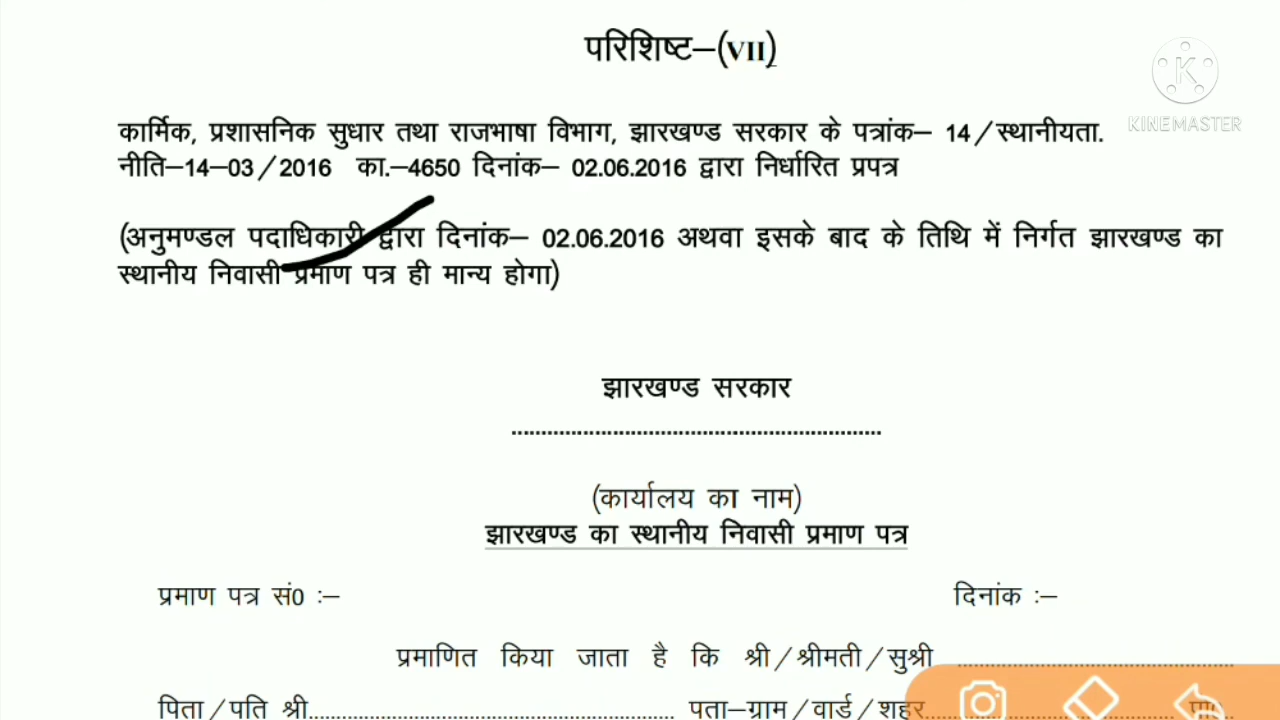 परिशिष्ट–(VII)
KINEMASTER
कार्मिक, प्रशासनिक सुधार तथा राजभाषा विभाग, झारखण्ड सरकार के पत्रांक– 14/स्थानीयता.
नीति–14–03/2016 का.–4650 दिनांक– 02.06.2016 द्वारा निर्धारित प्रपत्र
(अनुमण्डल पदाधिकारी द्वारा दिनांक– 02.06.2016 अथवा इसके बाद के तिथि में निर्गत झारखण्ड का
स्थानीय निवासी प्रमाण पत्र ही मान्य होगा)
झारखण्ड सरकार
..............................................................
(कार्यालय का नाम)
झारखण्ड का स्थानीय निवासी प्रमाण पत्र
प्रमाण पत्र सं0 :– दिनांक :–
प्रमाणित किया जाता है कि श्री/श्रीमती/सुश्री ..............................................
पिता/पति श्री............................................................. पता–ग्राम/वार्ड/शहर..........................................